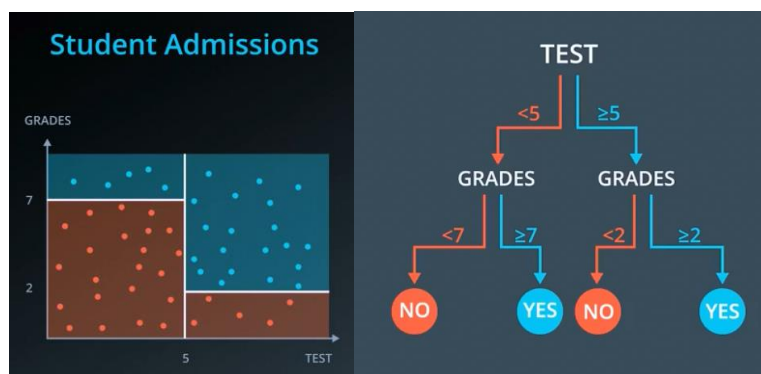 Student Admissions
GRADES
7
2
5
TEST
TEST
<5
≥5
GRADES
GRADES
<7
≥7
<2
≥2
NO
YES
NO
YES